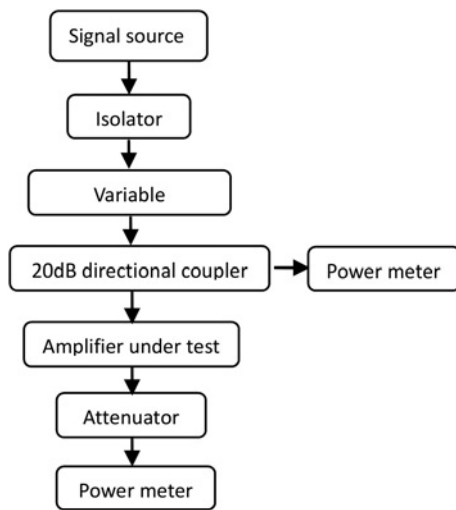 Signal source
Isolator
Variable
20dB directional coupler
Power meter
Amplifier under test
Attenuator
Power meter